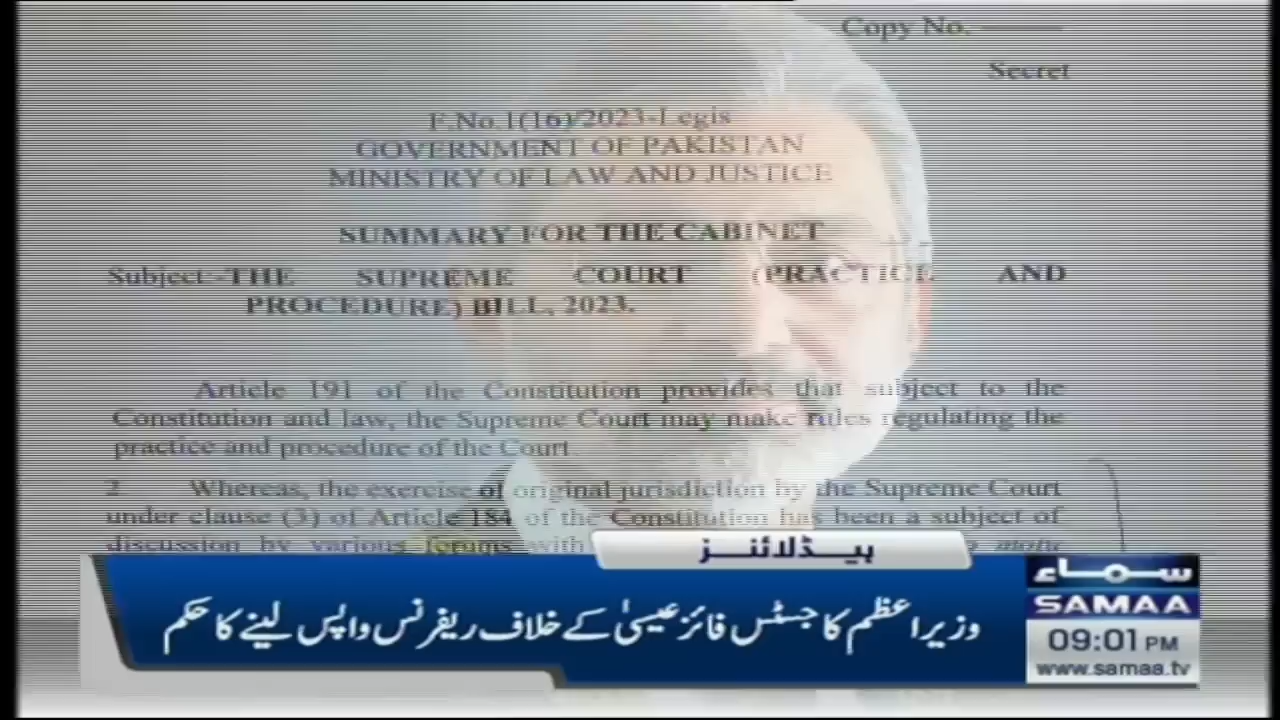 Copy No.
Secret
F.No.1(16)/2023-Legis
GOVERNMENT OF PAKISTAN
MINISTRY OF LAW AND JUSTICE
SUMMARY FOR THE CABINET
Subject:-THE SUPREME COURT (PRACTICE AND
PROCEDURE) BILL, 2023.
Article 191 of the Constitution provides that subject to the
Constitution and law, the Supreme Court may make rules regulating the
practice and procedure of the Court.
2. Whereas, the exercise of original jurisdiction by the Supreme Court
under clause (3) of Article 184 of the Constitution has been a subject of
discussion by various forums with motu
ہیڈلائنز
وزیراعظم کا جسٹس فائز عیسیٰ کے خلاف ریفرنس واپس لینے کا حکم
سماء
SAMAA
09:01 PM
www.samaa.tv